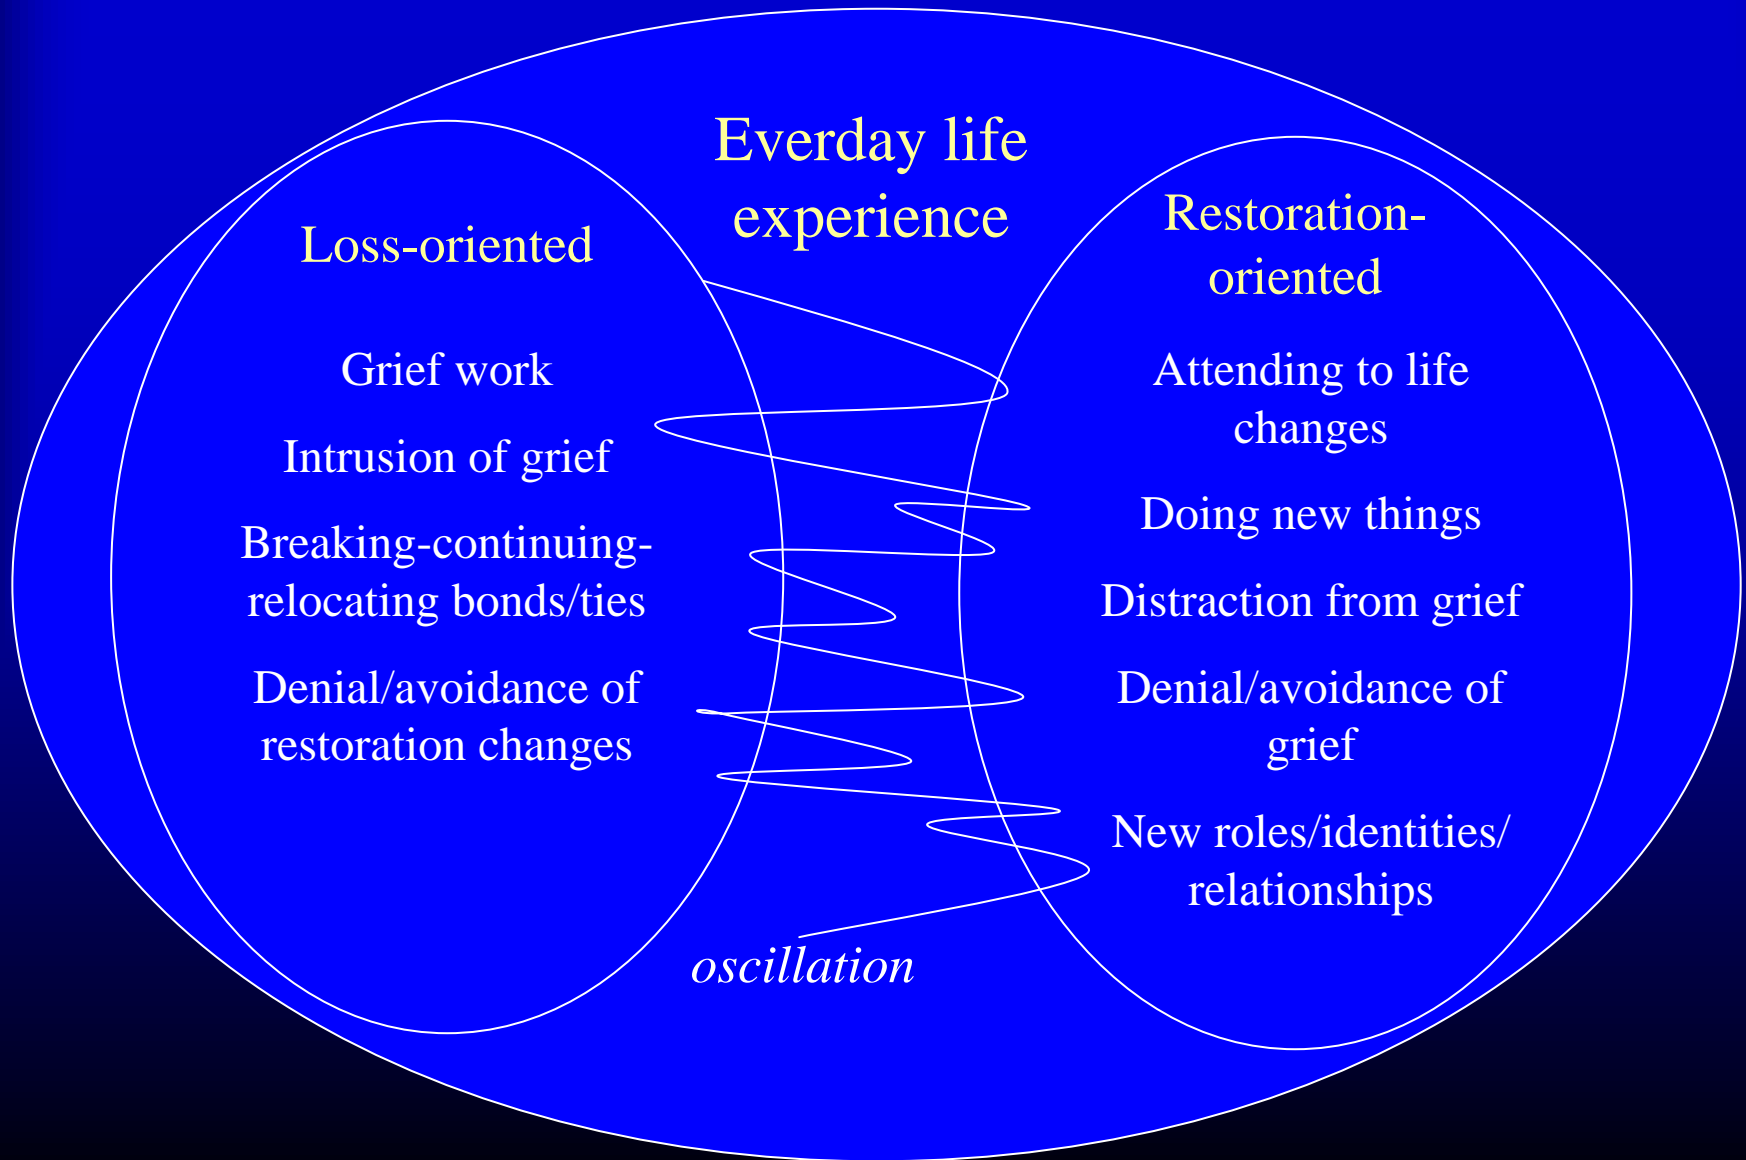 Everday life
experience
Loss-oriented
Grief work
Intrusion of grief
Breaking-continuing-
relocating bonds/ties
Denial/avoidance of
restoration changes
Restoration-
oriented
Attending to life
changes
Doing new things
Distraction from grief
Denial/avoidance of
grief
New roles/identities/
relationships
oscillation